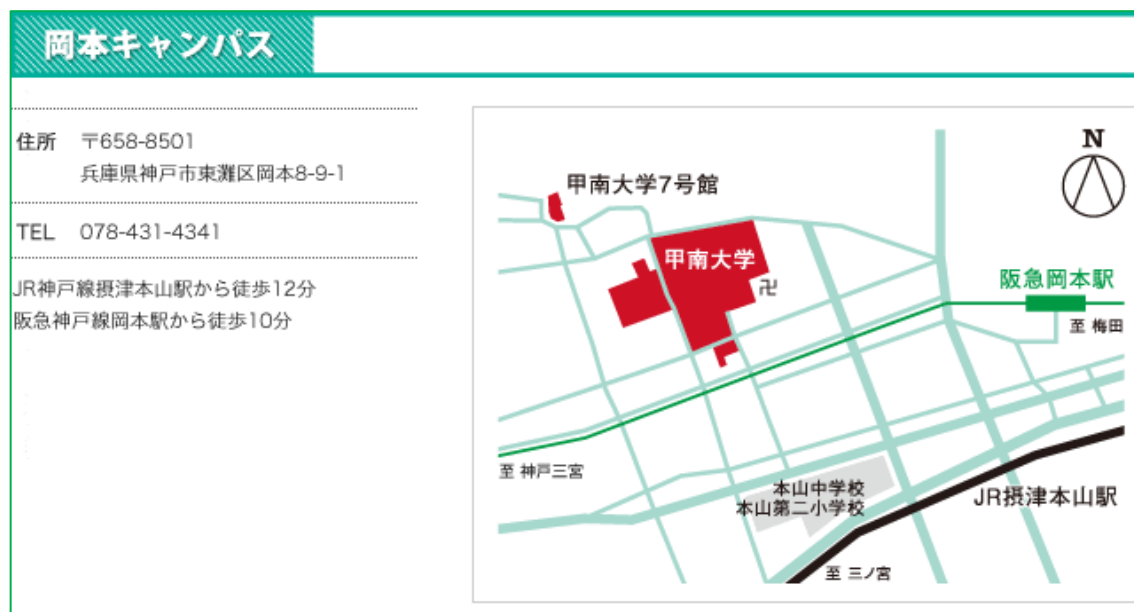 岡本キャンパス
住所 〒658-8501
兵庫県神戸市東灘区岡本8-9-1
TEL 078-431-4341
JR神戸線摂津本山駅から徒歩12分
阪急神戸線岡本駅から徒歩10分
N
甲南大学7号館
甲南大学
卍
阪急岡本駅
至 梅田
至 神戸三宮
本山中学校
本山第二小学校
JR摂津本山駅
至 三ノ宮